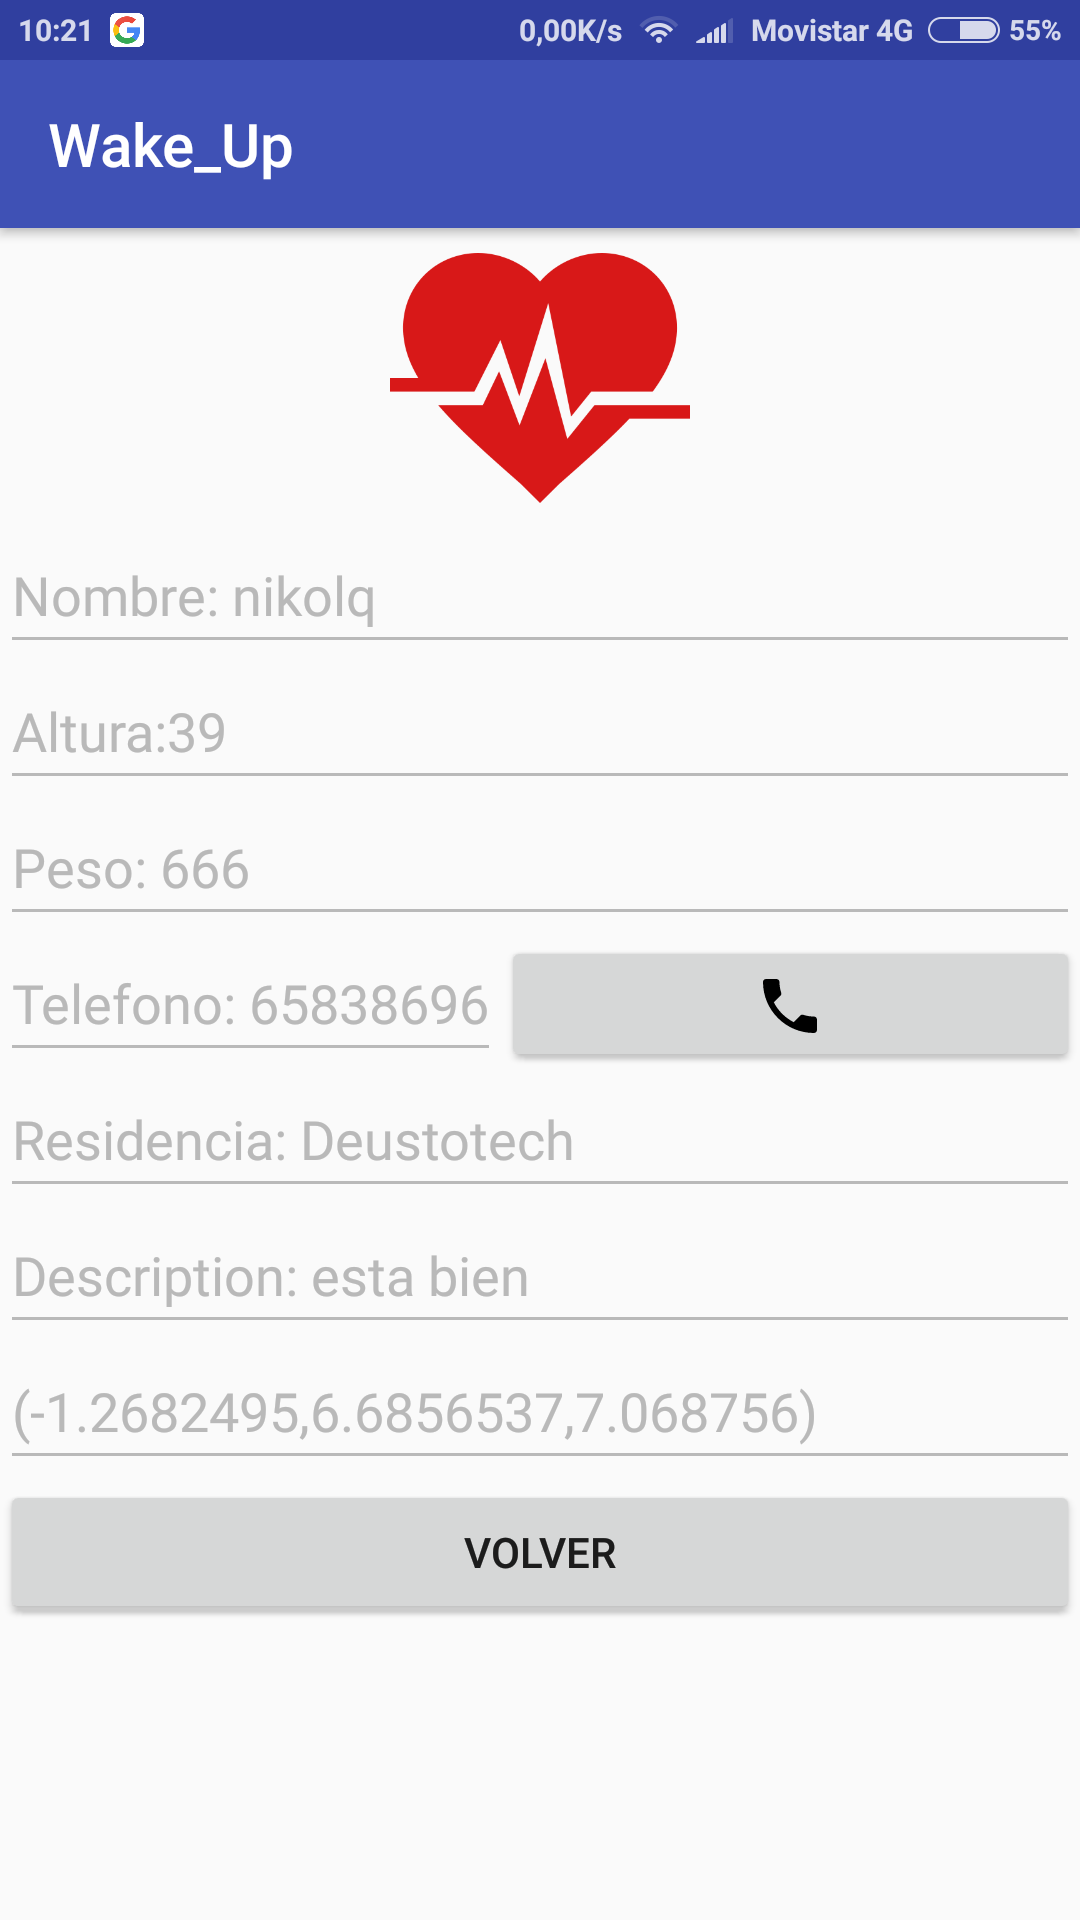 10:21 G 0,00K/s Movistar 4G 55%
Wake_Up
Nombre: nikolq
Altura:39
Peso: 666
Telefono: 65838696
Residencia: Deustotech
Description: esta bien
(-1.2682495,6.6856537,7.068756)
VOLVER